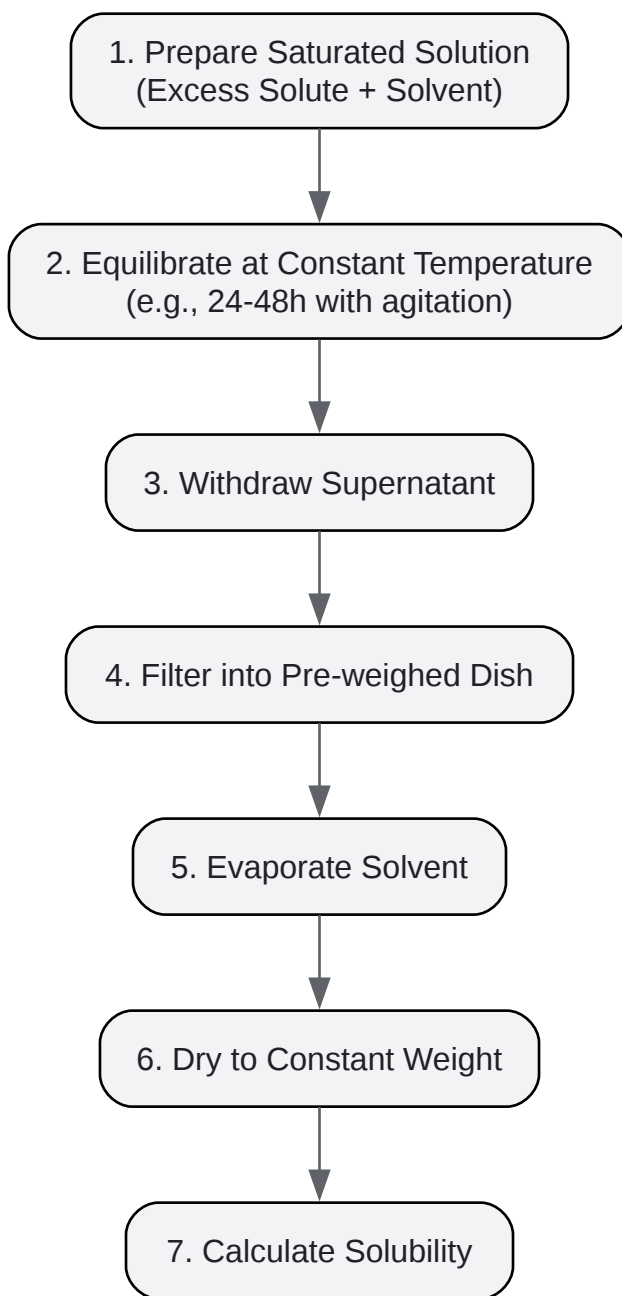 1. Prepare Saturated Solution
(Excess Solute + Solvent)
2. Equilibrate at Constant Temperature
(e.g., 24-48h with agitation)
3. Withdraw Supernatant
4. Filter into Pre-weighed Dish
5. Evaporate Solvent
6. Dry to Constant Weight
7. Calculate Solubility